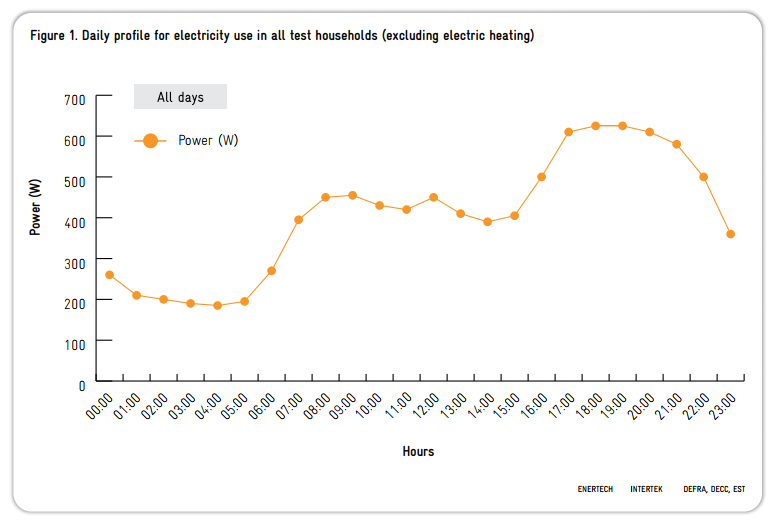 Figure 1. Daily profile for electricity use in all test households (excluding electric heating)
All days
Power (W)
700
600
500
400
300
200
100
0
Power (W)
00:00 01:00 02:00 03:00 04:00 05:00 06:00 07:00 08:00 09:00 10:00 11:00 12:00 13:00 14:00 15:00 16:00 17:00 18:00 19:00 20:00 21:00 22:00 23:00
Hours
ENERTECH INTERTEK DEFRA, DECC, EST